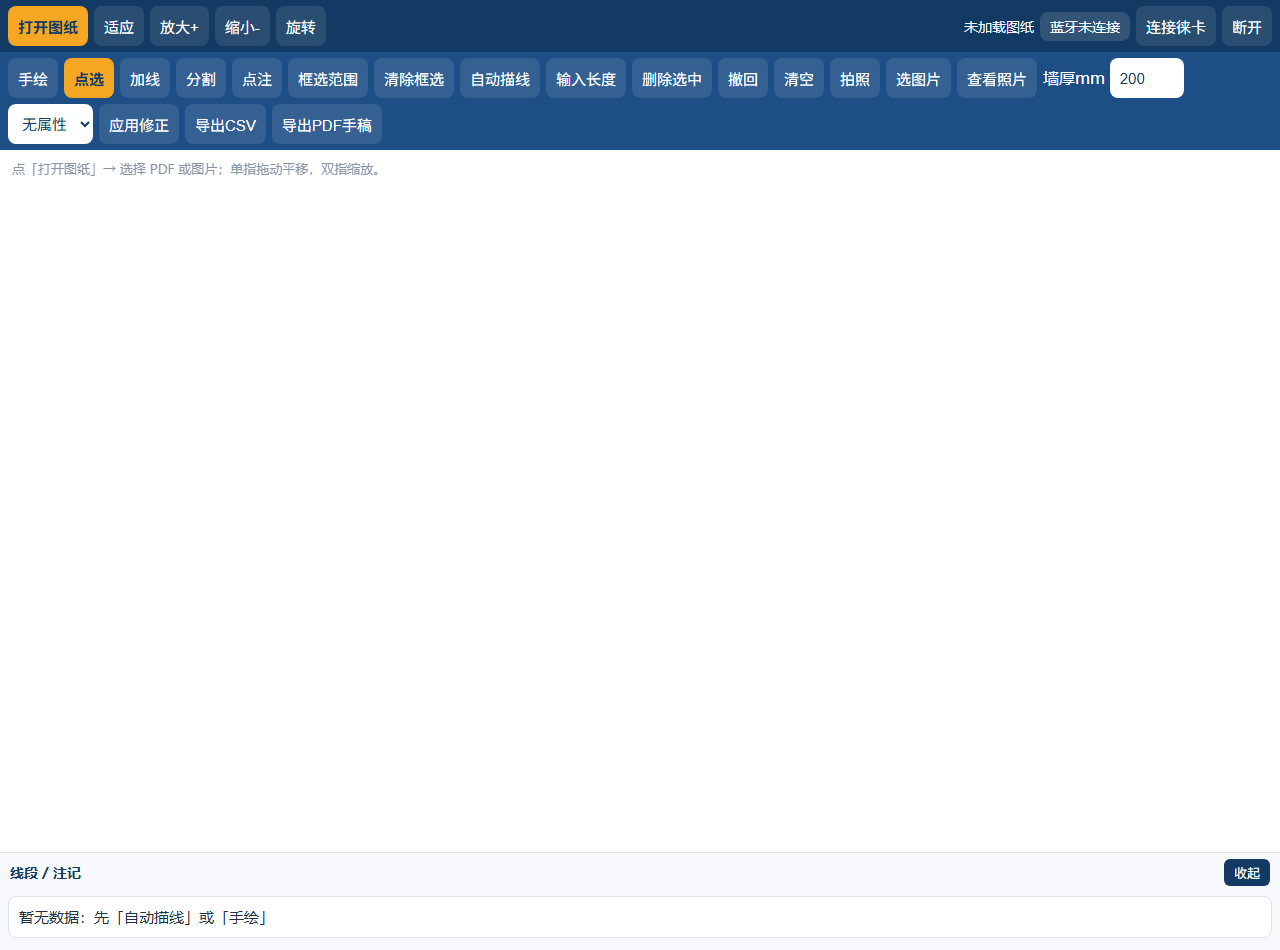 打开图纸 适应 放大+ 缩小- 旋转 未加载图纸 蓝牙未连接 连接徕卡 断开
手绘 点选 加线 分割 点注 框选范围 清除框选 自动描线 输入长度 删除选中 撤回 清空 拍照 选图片 查看照片 墙厚mm 200
无属性 应用修正 导出CSV 导出PDF手稿
点「打开图纸」→ 选择 PDF 或图片；单指拖动平移，双指缩放。
线段 / 注记 收起
暂无数据：先「自动描线」或「手绘」